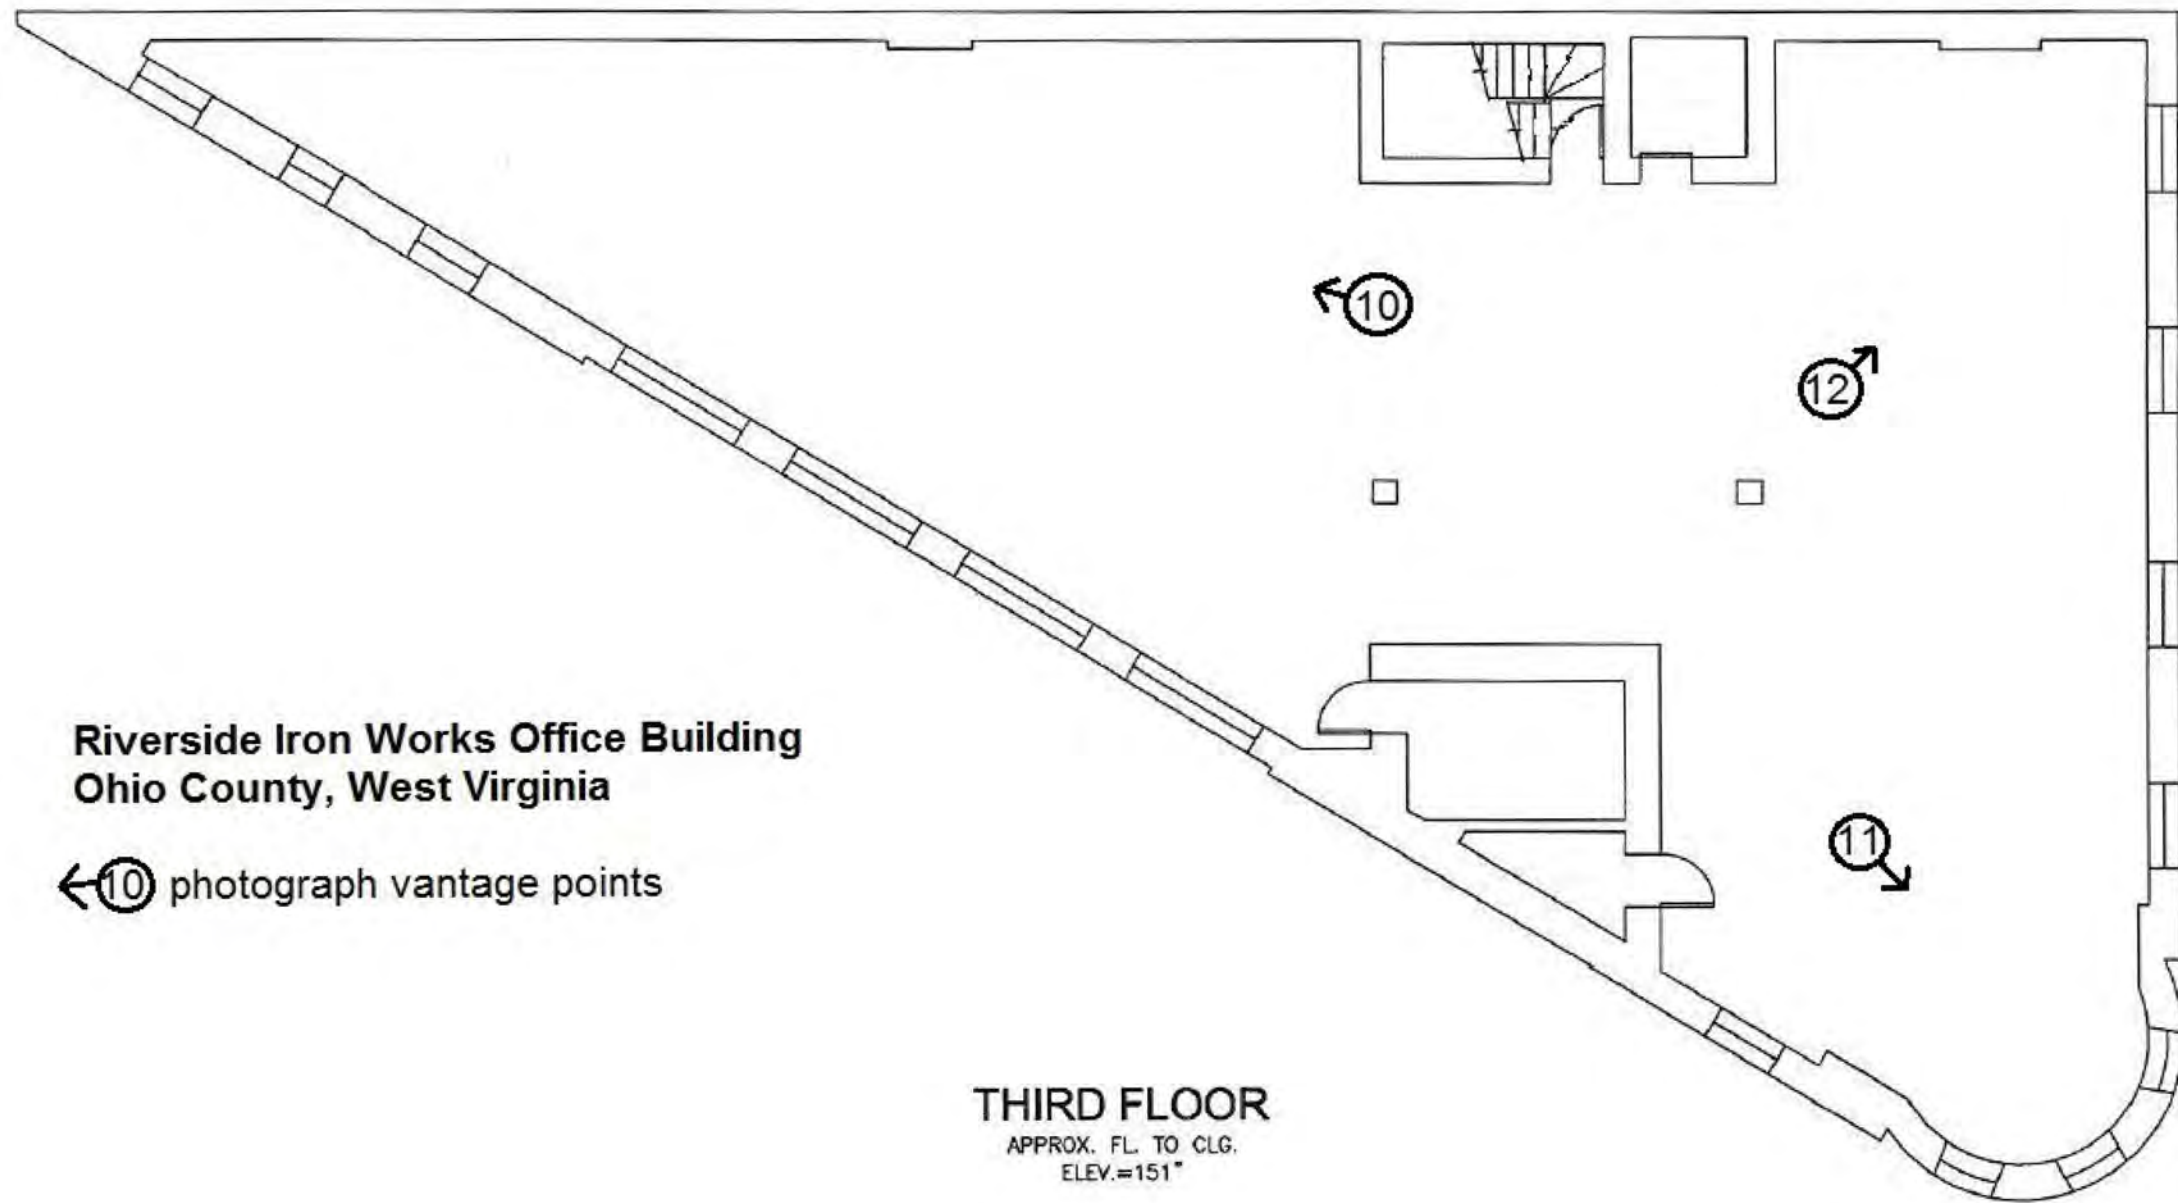 10
12
Riverside Iron Works Office Building
Ohio County, West Virginia
11
10 photograph vantage points
THIRD FLOOR
APPROX. FL. TO CLG.
ELEV.=151"